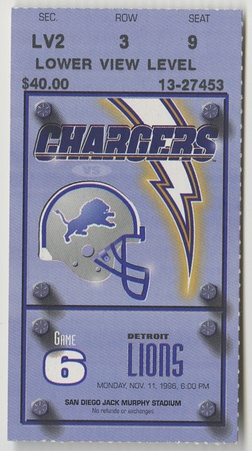 SEC. ROW SEAT
LV2 3 9
LOWER VIEW LEVEL
$40.00 13-27453
CHARGERS
VS
GAME
6
DETROIT
LIONS
MONDAY, NOV. 11, 1996, 6:00 PM
SAN DIEGO JACK MURPHY STADIUM
No refunds or exchanges